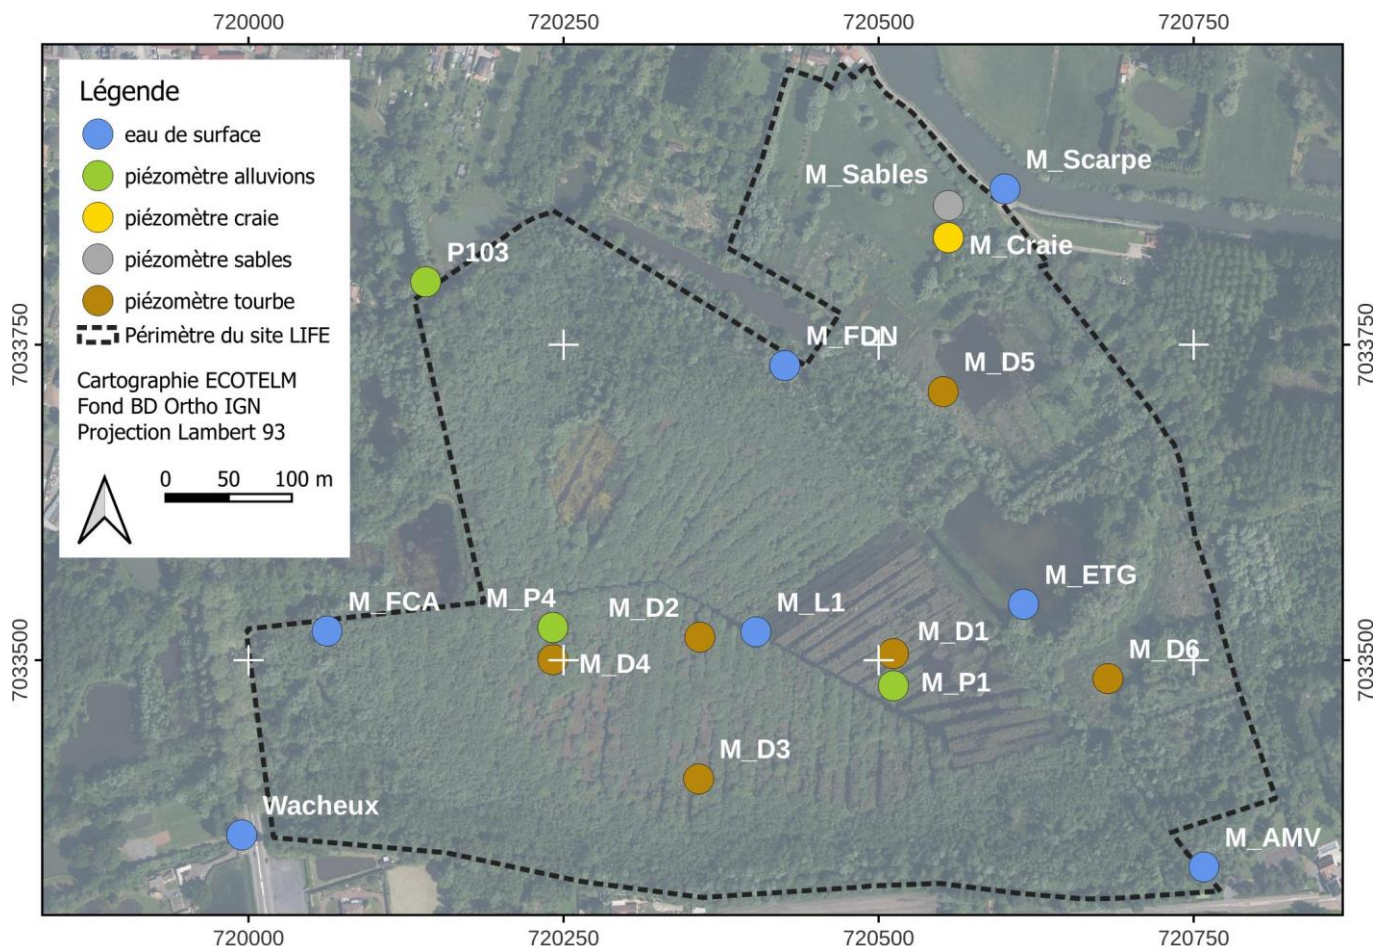 720000 720250 720500 720750
Légende
eau de surface
piézomètre alluvions
piézomètre craie
piézomètre sables
piézomètre tourbe
Périmètre du site LIFE
Cartographie ECOTELM
Fond BD Ortho IGN
Projection Lambert 93
0 50 100 m
M_Scarpe
M_Sables
M_Craie
P103
M_FDN
M_D5
7033750
7033750
M_ETG
M_FCA
M_P4
M_D2
M_L1
M_D1
M_D6
M_D4
M_P1
7033500
7033500
M_D3
Wacheux
M_AMV
720000 720250 720500 720750